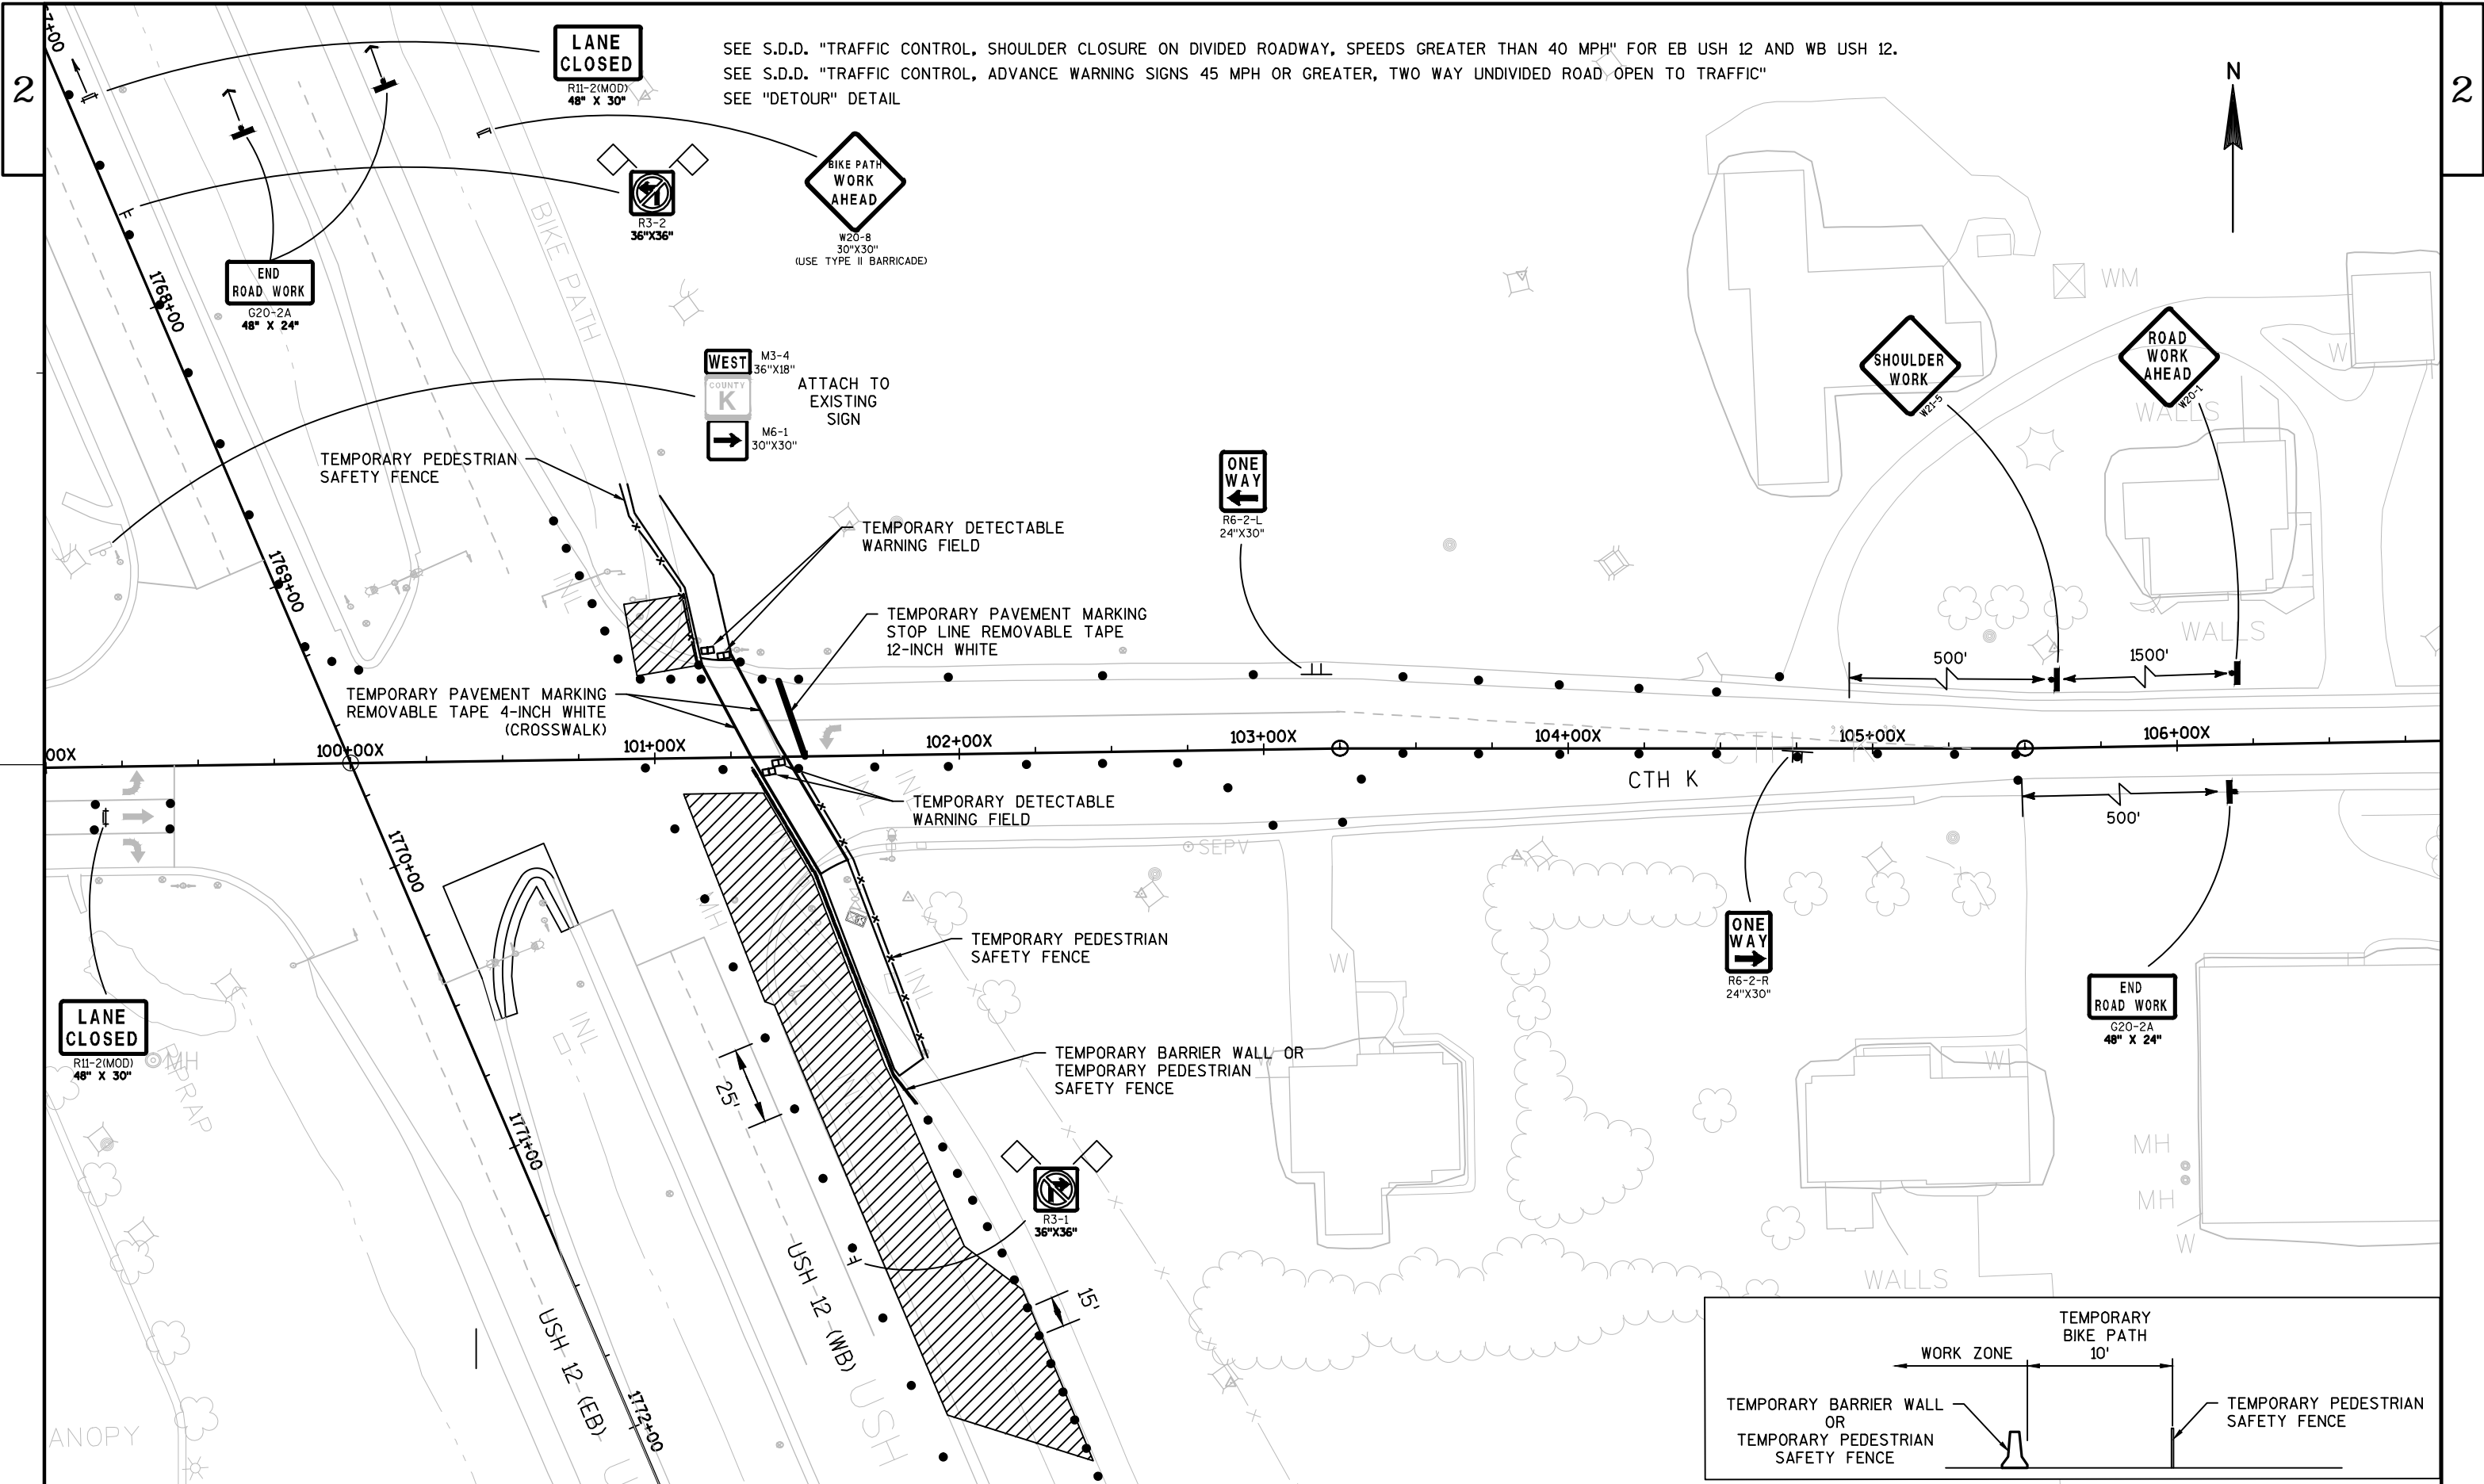 2
2
7+00
LANE
CLOSED
R11-2(MOD)
48" X 30"
SEE S.D.D. "TRAFFIC CONTROL, SHOULDER CLOSURE ON DIVIDED ROADWAY, SPEEDS GREATER THAN 40 MPH" FOR EB USH 12 AND WB USH 12.
SEE S.D.D. "TRAFFIC CONTROL, ADVANCE WARNING SIGNS 45 MPH OR GREATER, TWO WAY UNDIVIDED ROAD OPEN TO TRAFFIC"
SEE "DETOUR" DETAIL
N
R3-2
36"X36"
BIKE PATH
WORK
AHEAD
W20-8
30"X30"
(USE TYPE II BARRICADE)
BIKE PATH
END
ROAD WORK
G20-2A
48" X 24"
1768+00
WM
W
SHOULDER
WORK
W21-5
ROAD
WORK
AHEAD
W20-1
WALLS
WEST
M3-4
36"X18"
COUNTY
K
M6-1
30"X30"
ATTACH TO
EXISTING
SIGN
TEMPORARY PEDESTRIAN
SAFETY FENCE
ONE
WAY
R6-2-L
24"X30"
TEMPORARY DETECTABLE
WARNING FIELD
1769+00
INL
TEMPORARY PAVEMENT MARKING
STOP LINE REMOVABLE TAPE
12-INCH WHITE
WALLS
500'
1500'
TEMPORARY PAVEMENT MARKING
REMOVABLE TAPE 4-INCH WHITE
(CROSSWALK)
00X
100+00X
101+00X
102+00X
103+00X
104+00X
105+00X
106+00X
CTH "K"
CTH K
INL
INL
TEMPORARY DETECTABLE
WARNING FIELD
500'
1770+00
SEPV
MH
W
TEMPORARY PEDESTRIAN
SAFETY FENCE
INL
ONE
WAY
R6-2-R
24"X30"
END
ROAD WORK
G20-2A
48" X 24"
LANE
CLOSED
R11-2(MOD)
48" X 30"
MH
RIPRAP
INL
TEMPORARY BARRIER WALL OR
TEMPORARY PEDESTRIAN
SAFETY FENCE
W
W
25'
1771+00
MH
MH
W
R3-1
36"X36"
WALLS
USH 12 (WB)
15'
USH 12 (EB)
USH
1772+00
ANOPY
U
TEMPORARY
BIKE PATH
10'
WORK ZONE
TEMPORARY BARRIER WALL
OR
TEMPORARY PEDESTRIAN
SAFETY FENCE
TEMPORARY PEDESTRIAN
SAFETY FENCE